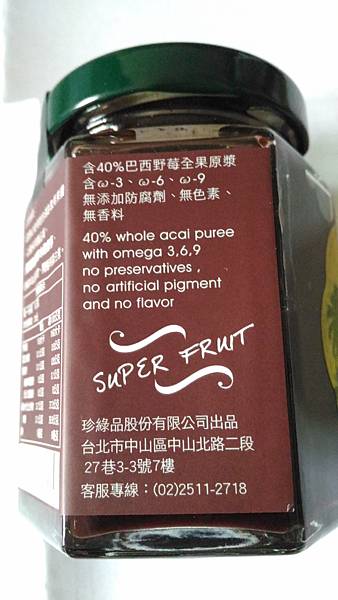 含40%巴西野莓全果原漿
含ω-3、ω-6、ω-9
無添加防腐劑、無色素、
無香料
40% whole acai puree
with omega 3,6,9
no preservatives ,
no artificial pigment
and no flavor
SUPER FRUIT
珍綠品股份有限公司出品
台北市中山區中山北路二段
27巷3-3號7樓
客服專線：(02)2511-2718